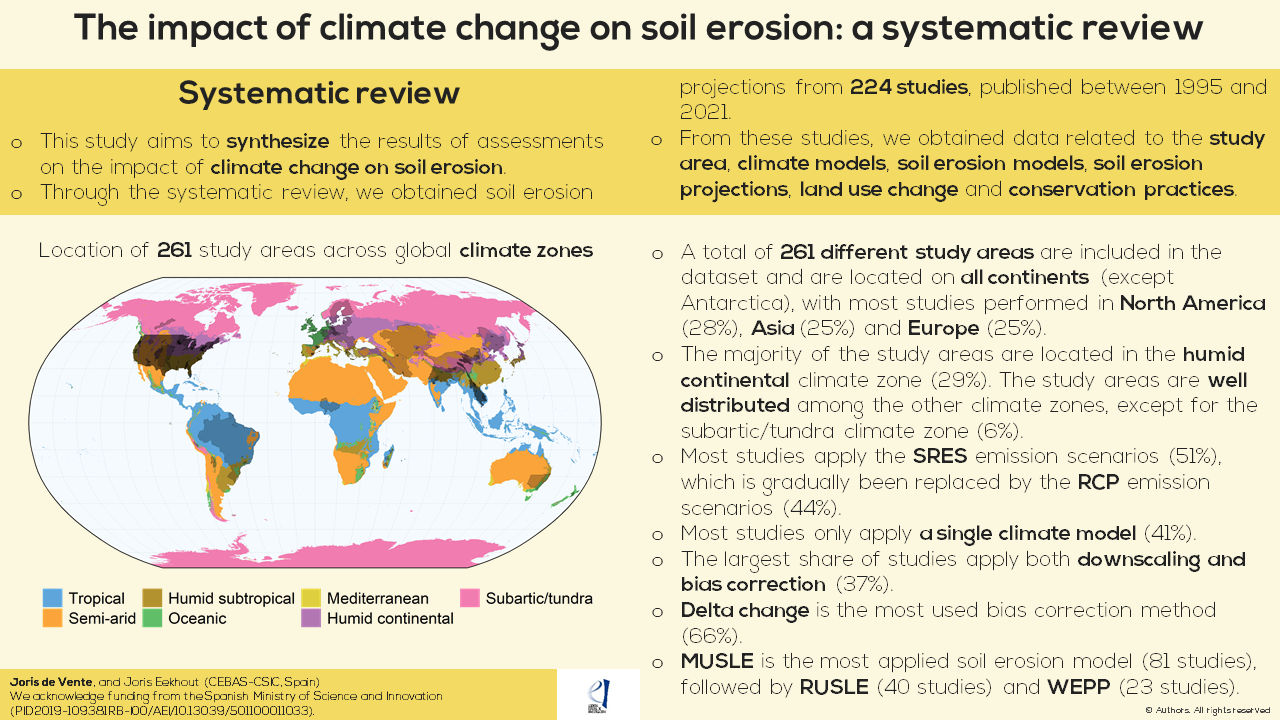 The impact of climate change on soil erosion: a systematic review
Systematic review
o This study aims to synthesize the results of assessments
on the impact of climate change on soil erosion.
o Through the systematic review, we obtained soil erosion
projections from 224 studies, published between 1995 and
2021.
o From these studies, we obtained data related to the study
area, climate models, soil erosion models, soil erosion
projections, land use change and conservation practices.
Location of 261 study areas across global climate zones
Tropical
Humid subtropical
Mediterranean
Subartic/tundra
Semi-arid
Oceanic
Humid continental
o A total of 261 different study areas are included in the
dataset and are located on all continents (except
Antarctica), with most studies performed in North America
(28%), Asia (25%) and Europe (25%).
o The majority of the study areas are located in the humid
continental climate zone (29%). The study areas are well
distributed among the other climate zones, except for the
subartic/tundra climate zone (6%).
o Most studies apply the SRES emission scenarios (51%),
which is gradually been replaced by the RCP emission
scenarios (44%).
o Most studies only apply a single climate model (41%).
o The largest share of studies apply both downscaling and
bias correction (37%).
o Delta change is the most used bias correction method
(66%).
o MUSLE is the most applied soil erosion model (81 studies),
followed by RUSLE (40 studies) and WEPP (23 studies).
Joris de Vente, and Joris Eekhout (CEBAS-CSIC, Spain)
We acknowledge funding from the Spanish Ministry of Science and Innovation
(PID2019-109381RB-I00/AEI/10.13039/501100011033).
© Authors. All rights reserved